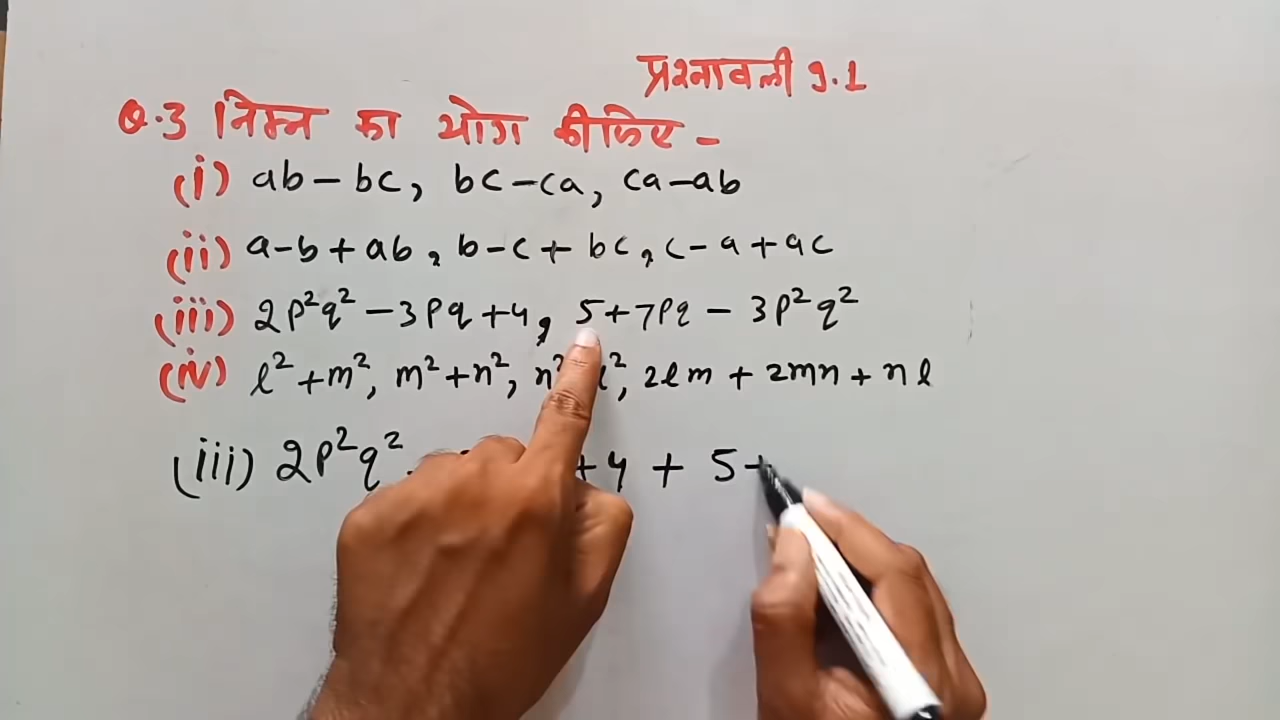 प्रश्नावली 9.1
Q.3 निम्न का योग कीजिए -
(i) ab - bc, bc - ca, ca - ab
(ii) a - b + ab, b - c + bc, c - a + ac
(iii) 2p²q² - 3pq + 4, 5 + 7pq - 3p²q²
(iv) l² + m², m² + n², n² l², 2lm + 2mn + nl
(iii) 2p²q² - +4 + 5+